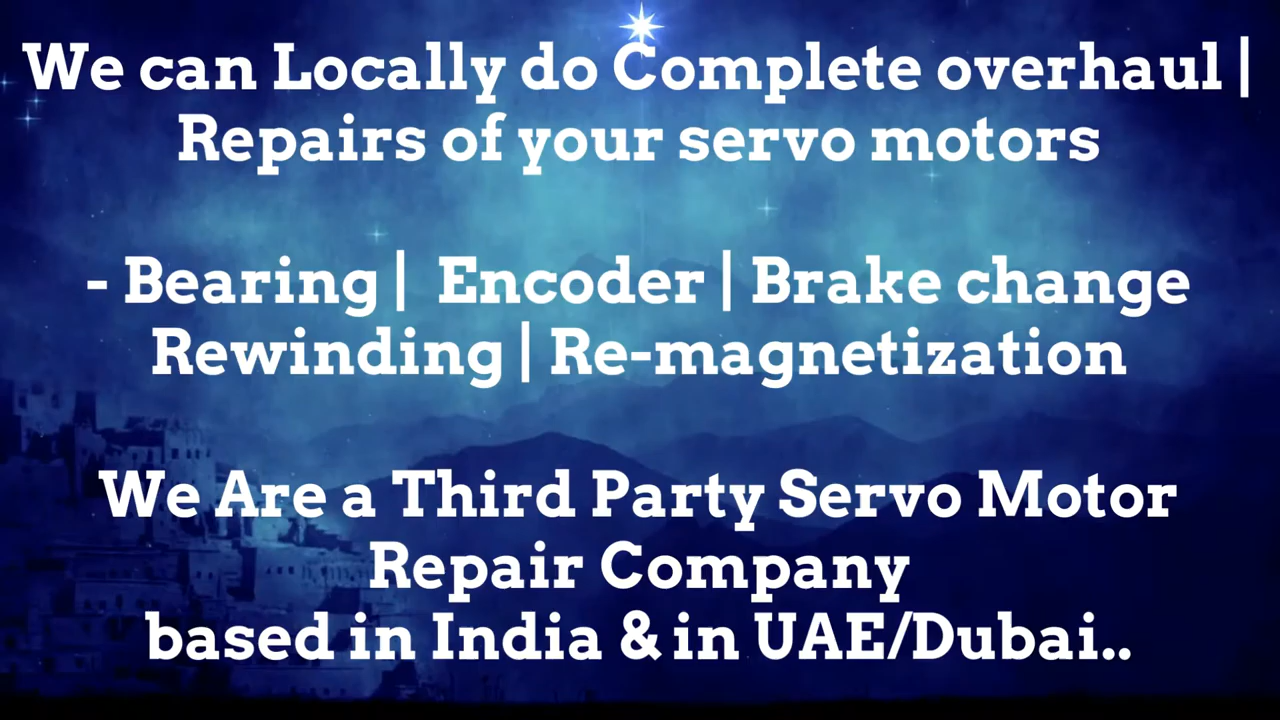 We can Locally do Complete overhaul |
Repairs of your servo motors
- Bearing | Encoder | Brake change
Rewinding | Re-magnetization
We Are a Third Party Servo Motor
Repair Company
based in India & in UAE/Dubai..